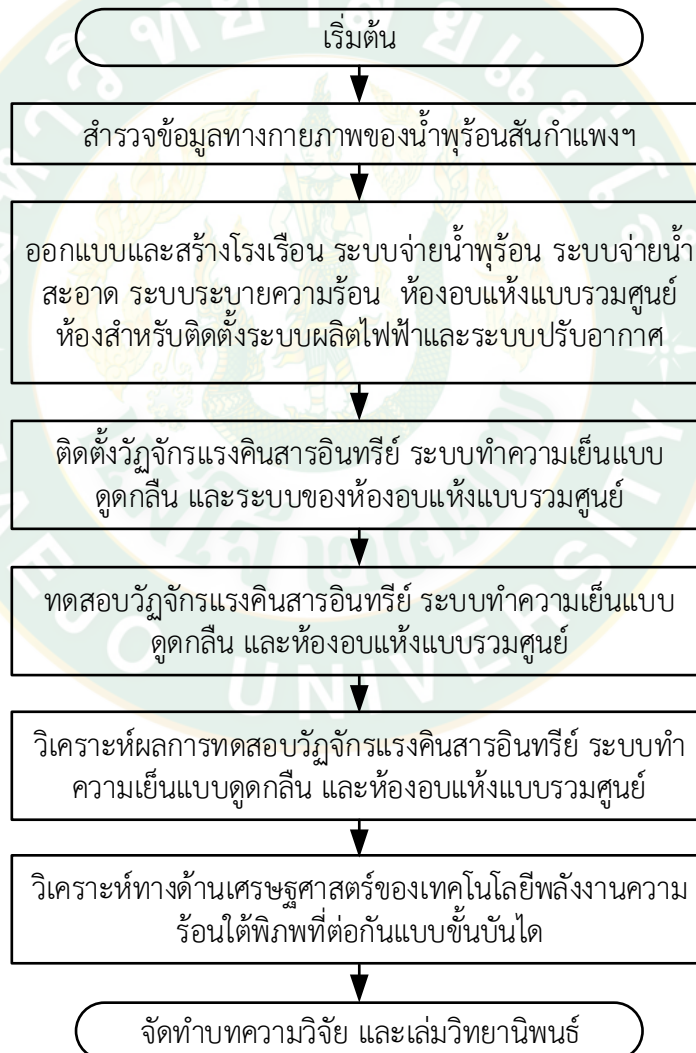 เริ่มต้น
สำรวจข้อมูลทางกายภาพของน้ำพุร้อนสันกำแพงฯ
ออกแบบและสร้างโรงเรือน ระบบจ่ายน้ำพุร้อน ระบบจ่ายน้ำ
สะอาด ระบบระบายความร้อน ห้องอบแห้งแบบรวมศูนย์
ห้องสำหรับติดตั้งระบบผลิตไฟฟ้าและระบบปรับอากาศ
ติดตั้งวัฏจักรแรงคินสารอินทรีย์ ระบบทำความเย็นแบบ
ดูดกลืน และระบบของห้องอบแห้งแบบรวมศูนย์
ทดสอบวัฏจักรแรงคินสารอินทรีย์ ระบบทำความเย็นแบบ
ดูดกลืน และห้องอบแห้งแบบรวมศูนย์
วิเคราะห์ผลการทดสอบวัฏจักรแรงคินสารอินทรีย์ ระบบทำ
ความเย็นแบบดูดกลืน และห้องอบแห้งแบบรวมศูนย์
วิเคราะห์ทางด้านเศรษฐศาสตร์ของเทคโนโลยีพลังงานความ
ร้อนใต้พิภพที่ต่อกันแบบขั้นบันได
จัดทำบทความวิจัย และเล่มวิทยานิพนธ์
UNIVERSITY